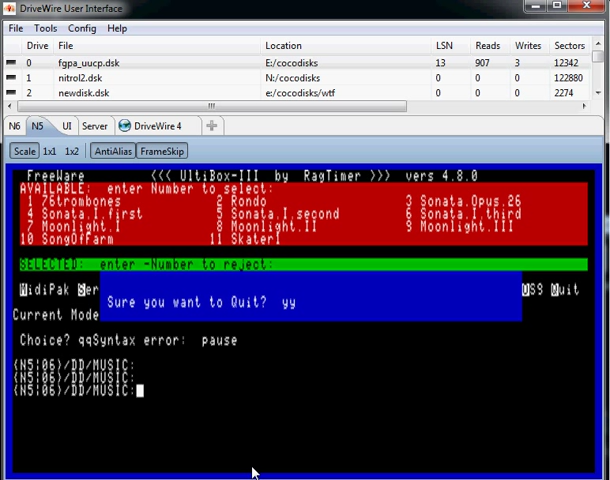 DriveWire User Interface
File Tools Config Help
Drive File Location LSN Reads Writes Sectors
0 fgpa_uucp.dsk E:/cocodisks 13 907 3 12342
1 nitrol2.dsk N:/cocodisks 0 0 0 122880
2 newdisk.dsk e:/cocodisks/wtf 0 0 0 2274
N6 N5 UI Server DriveWire 4
Scale 1x1 1x2 AntiAlias FrameSkip
FreeWare <<< UltiBox-III by RagTimer >>> vers 4.8.0
AVAILABLE: enter Number to select:
1 76trombones 2 Rondo 3 Sonata.Opus.26
4 Sonata.I.first 5 Sonata.I.second 6 Sonata.I.third
7 Moonlight.I 8 Moonlight.II 9 Moonlight.III
10 SongOfFarm 11 Skater1
SELECTED: enter -Number to reject:
MidiPak Ser OS9 Quit
Sure you want to Quit? yy
Current Mode
Choice? qqSyntax error: pause
{N5|06}/DD/MUSIC:
{N5|06}/DD/MUSIC:
{N5|06}/DD/MUSIC: